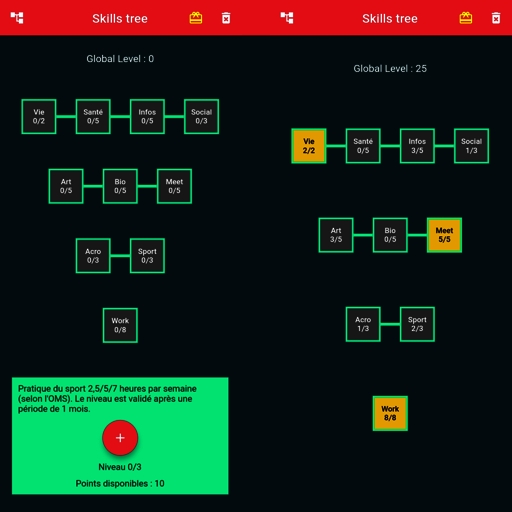 Skills tree
Global Level : 0
Vie
0/2
Santé
0/5
Infos
0/5
Social
0/3
Art
0/5
Bio
0/5
Meet
0/5
Acro
0/3
Sport
0/3
Work
0/8
Pratique du sport 2,5/5/7 heures par semaine
(selon l'OMS). Le niveau est validé après une
période de 1 mois.
+
Niveau 0/3
Points disponibles : 10
Skills tree
Global Level : 25
Vie
2/2
Santé
0/5
Infos
3/5
Social
1/3
Art
3/5
Bio
0/5
Meet
5/5
Acro
1/3
Sport
2/3
Work
8/8